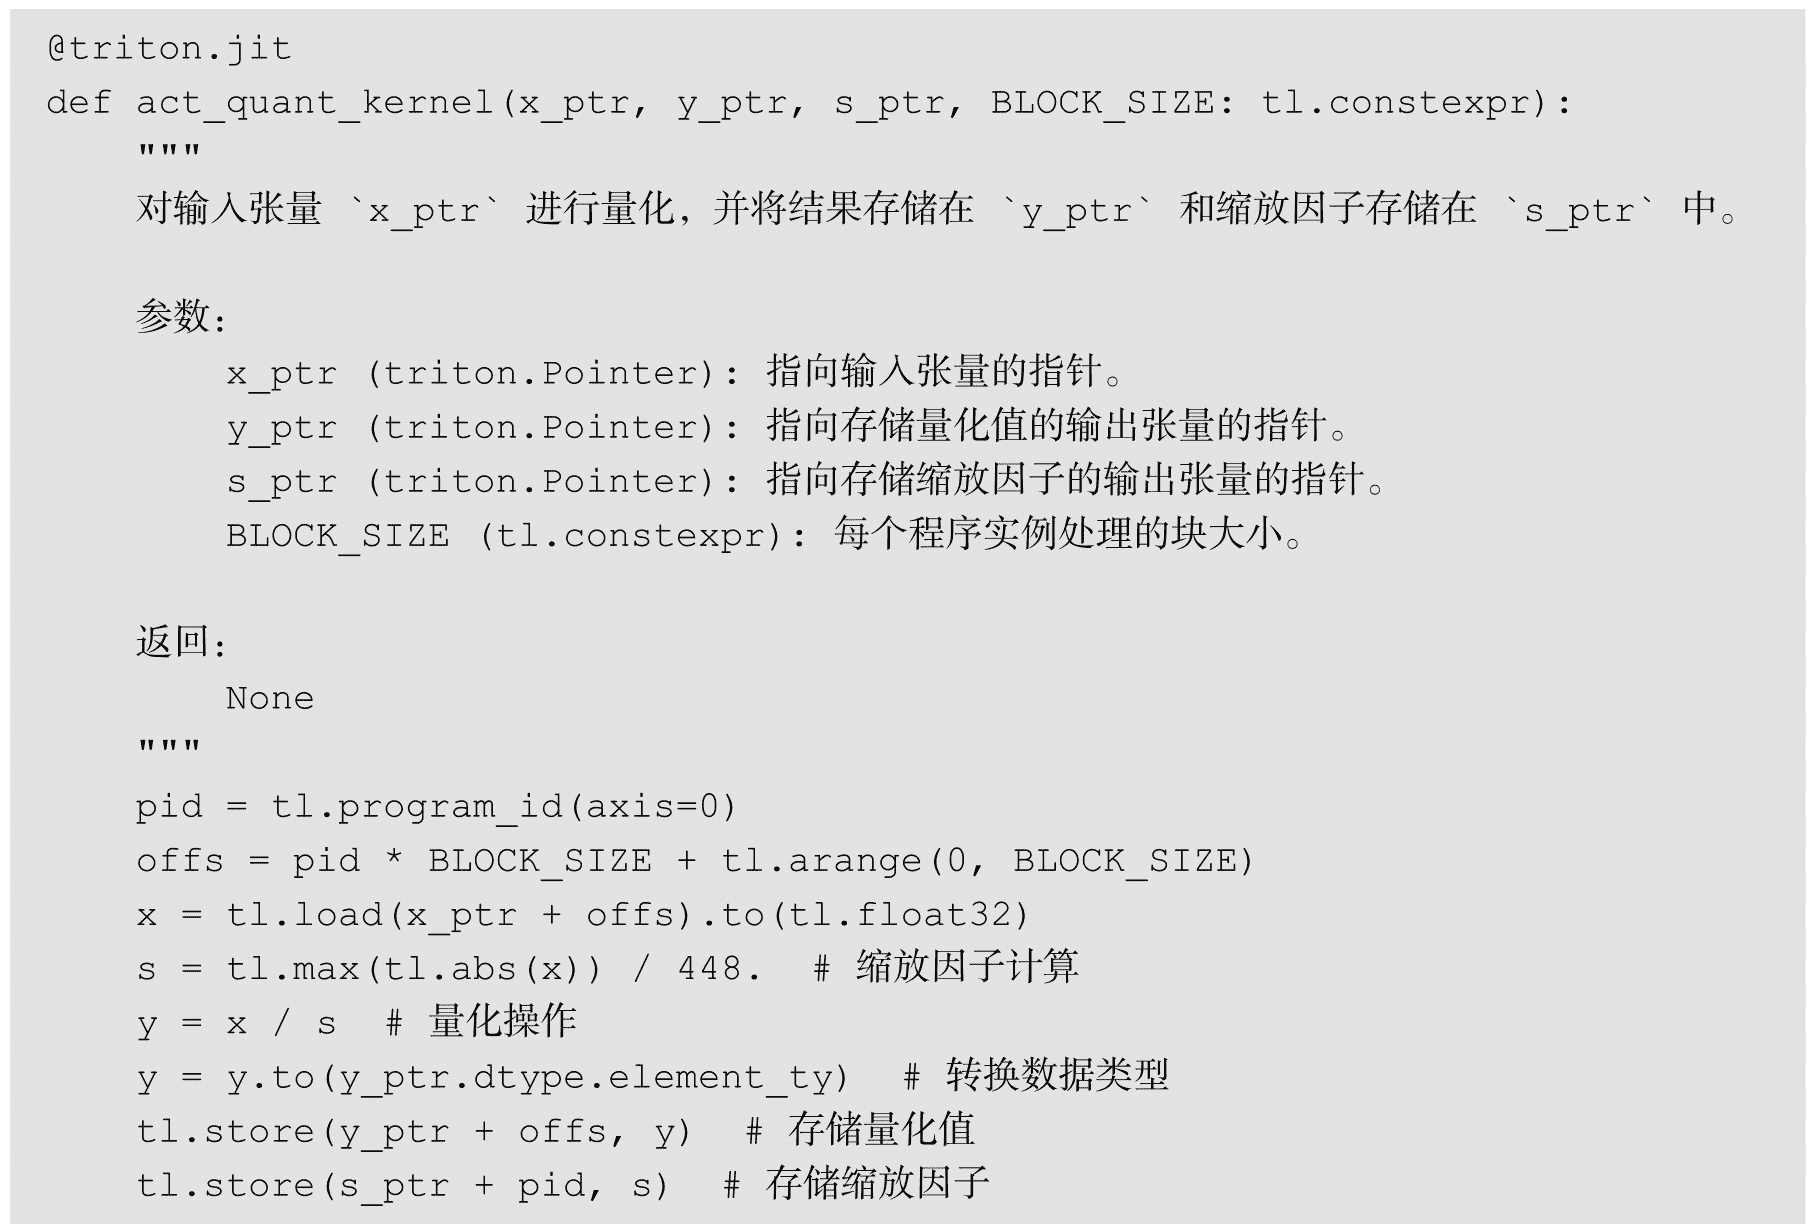 @triton.jit
def act_quant_kernel(x_ptr, y_ptr, s_ptr, BLOCK_SIZE: tl.constexpr):
    """
    对输入张量 `x_ptr` 进行量化，并将结果存储在 `y_ptr` 和缩放因子存储在 `s_ptr` 中。

    参数：
        x_ptr (triton.Pointer): 指向输入张量的指针。
        y_ptr (triton.Pointer): 指向存储量化值的输出张量的指针。
        s_ptr (triton.Pointer): 指向存储缩放因子的输出张量的指针。
        BLOCK_SIZE (tl.constexpr): 每个程序实例处理的块大小。

    返回：
        None
    """
    pid = tl.program_id(axis=0)
    offs = pid * BLOCK_SIZE + tl.arange(0, BLOCK_SIZE)
    x = tl.load(x_ptr + offs).to(tl.float32)
    s = tl.max(tl.abs(x)) / 448.  # 缩放因子计算
    y = x / s  # 量化操作
    y = y.to(y_ptr.dtype.element_ty)  # 转换数据类型
    tl.store(y_ptr + offs, y)  # 存储量化值
    tl.store(s_ptr + pid, s)  # 存储缩放因子